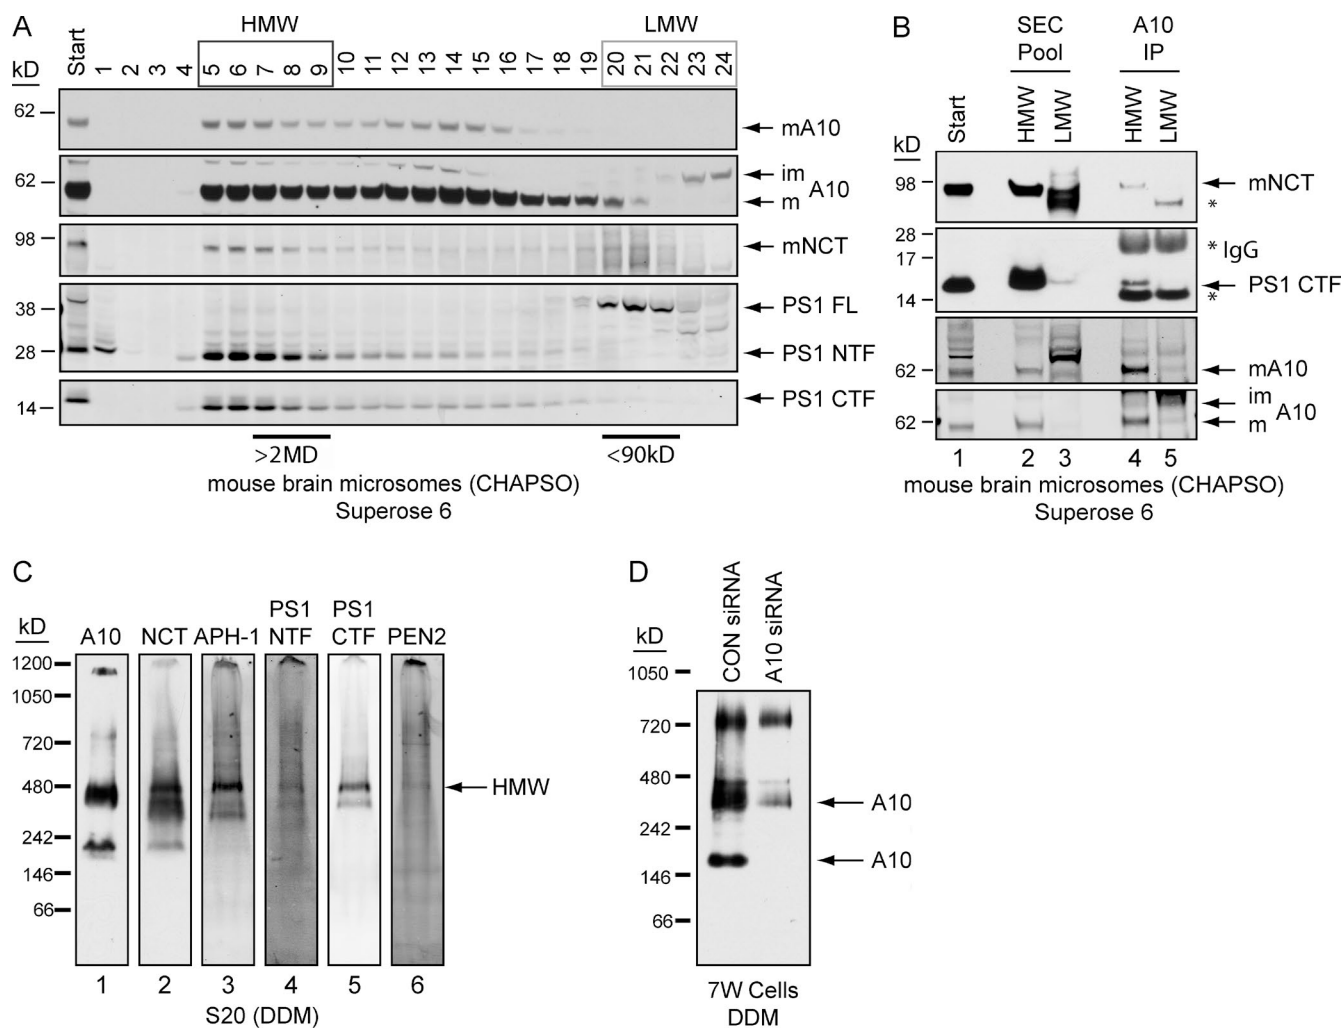 A
HMW
LMW
kD
Start
1 2 3 4 5 6 7 8 9 10 11 12 13 14 15 16 17 18 19 20 21 22 23 24
62
mA10
62
im
A10
m
98
mNCT
38
PS1 FL
28
PS1 NTF
14
PS1 CTF
>2MD
<90kD
mouse brain microsomes (CHAPSO)
Superose 6
B
SEC
Pool
A10
IP
kD
Start
HMW
LMW
HMW
LMW
98
mNCT
*
28
* IgG
17
PS1 CTF
14
*
62
mA10
im
A10
62
m
1 2 3 4 5
mouse brain microsomes (CHAPSO)
Superose 6
C
kD
A10
NCT
APH-1
PS1
NTF
PS1
CTF
PEN2
1200
1050
720
480
HMW
242
146
66
1 2 3 4 5 6
S20 (DDM)
D
kD
CON siRNA
A10 siRNA
1050
720
480
A10
242
A10
146
66
7W Cells
DDM